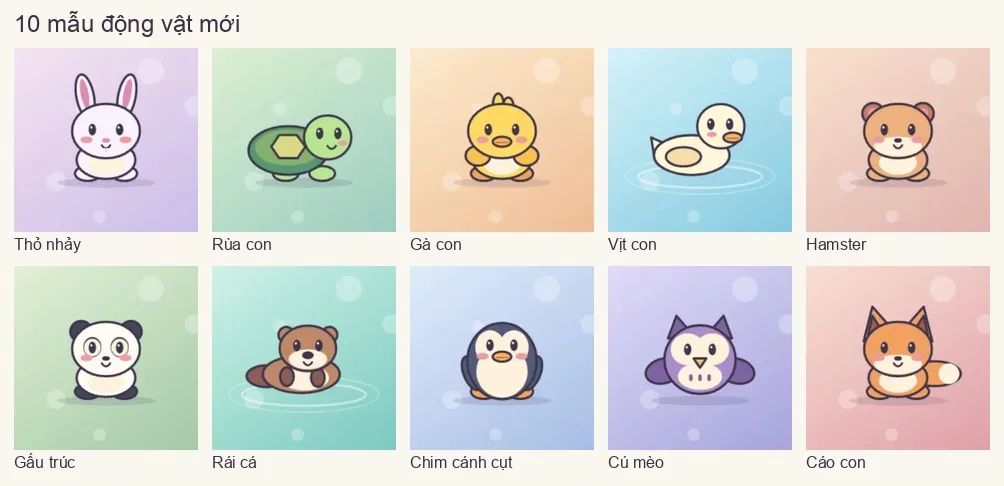 10 mẫu động vật mới
Thỏ nhảy
Rùa con
Gà con
Vịt con
Hamster
Gấu trúc
Rái cá
Chim cánh cụt
Cú mèo
Cáo con